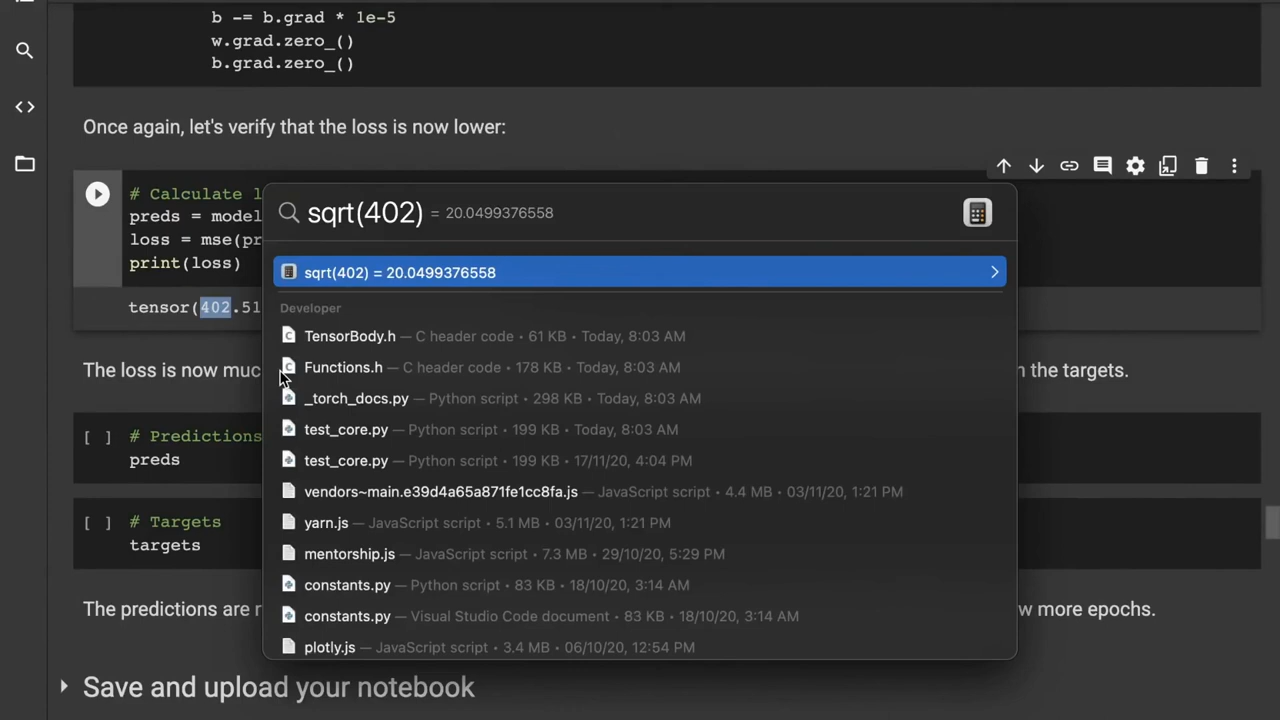 b -= b.grad * 1e-5
w.grad.zero_()
b.grad.zero_()
Once again, let's verify that the loss is now lower:
# Calculate l
preds = model
loss = mse(pr
print(loss)
tensor(402.51
sqrt(402) = 20.0499376558
sqrt(402) = 20.0499376558
Developer
TensorBody.h — C header code • 61 KB • Today, 8:03 AM
Functions.h — C header code • 178 KB • Today, 8:03 AM
_torch_docs.py — Python script • 298 KB • Today, 8:03 AM
test_core.py — Python script • 199 KB • Today, 8:03 AM
test_core.py — Python script • 199 KB • 17/11/20, 4:04 PM
vendors~main.e39d4a65a871fe1cc8fa.js — JavaScript script • 4.4 MB • 03/11/20, 1:21 PM
yarn.js — JavaScript script • 5.1 MB • 03/11/20, 1:21 PM
mentorship.js — JavaScript script • 7.3 MB • 29/10/20, 5:29 PM
constants.py — Python script • 83 KB • 18/10/20, 3:14 AM
constants.py — Visual Studio Code document • 83 KB • 18/10/20, 3:14 AM
plotly.js — JavaScript script • 3.4 MB • 06/10/20, 12:54 PM
The loss is now muc
n the targets.
[ ] # Predictions
preds
[ ] # Targets
targets
The predictions are
w more epochs.
Save and upload your notebook